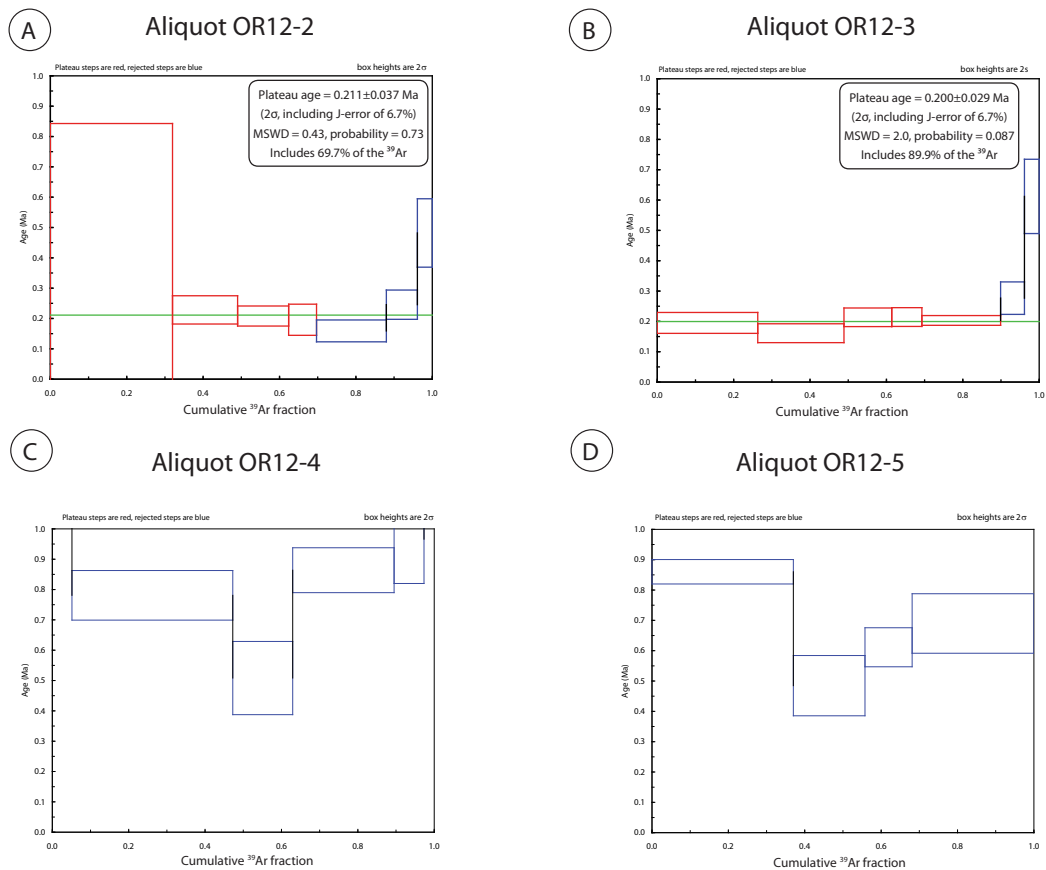 A
Aliquot OR12-2
Plateau steps are red, rejected steps are blue
box heights are 2σ
Plateau age = 0.211±0.037 Ma
(2σ, including J-error of 6.7%)
MSWD = 0.43, probability = 0.73
Includes 69.7% of the ³⁹Ar
1.0
0.9
0.8
0.7
0.6
0.5
0.4
0.3
0.2
0.1
0.0
Age (Ma)
0.0 0.2 0.4 0.6 0.8 1.0
Cumulative ³⁹Ar fraction
B
Aliquot OR12-3
Plateau steps are red, rejected steps are blue
box heights are 2s
Plateau age = 0.200±0.029 Ma
(2σ, including J-error of 6.7%)
MSWD = 2.0, probability = 0.087
Includes 89.9% of the ³⁹Ar
1.0
0.9
0.8
0.7
0.6
0.5
0.4
0.3
0.2
0.1
0.0
Age (Ma)
0.0 0.2 0.4 0.6 0.8 1.0
Cumulative ³⁹Ar fraction
C
Aliquot OR12-4
Plateau steps are red, rejected steps are blue
box heights are 2σ
1.0
0.9
0.8
0.7
0.6
0.5
0.4
0.3
0.2
0.1
0.0
Age (Ma)
0.0 0.2 0.4 0.6 0.8 1.0
Cumulative ³⁹Ar fraction
D
Aliquot OR12-5
Plateau steps are red, rejected steps are blue
box heights are 2σ
1.0
0.9
0.8
0.7
0.6
0.5
0.4
0.3
0.2
0.1
0.0
Age (Ma)
0.0 0.2 0.4 0.6 0.8 1.0
Cumulative ³⁹Ar fraction